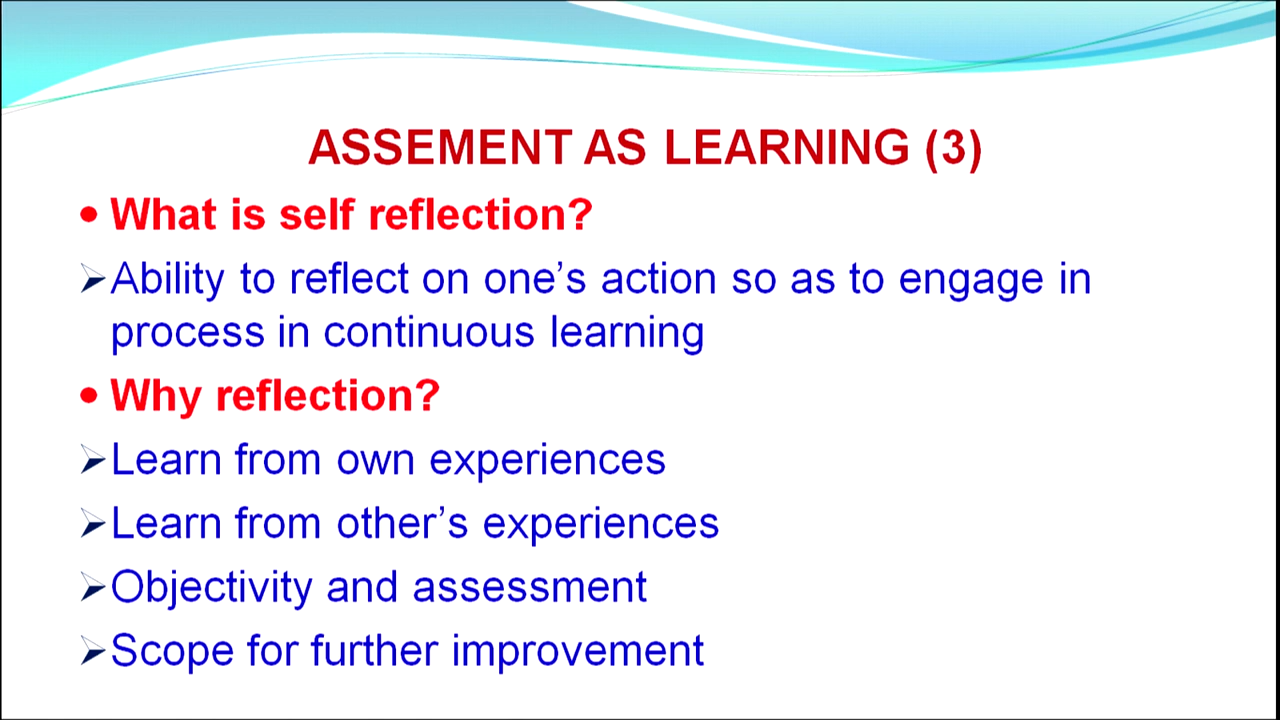 ASSEMENT AS LEARNING (3)
• What is self reflection?
➢Ability to reflect on one’s action so as to engage in
process in continuous learning
• Why reflection?
➢Learn from own experiences
➢Learn from other’s experiences
➢Objectivity and assessment
➢Scope for further improvement